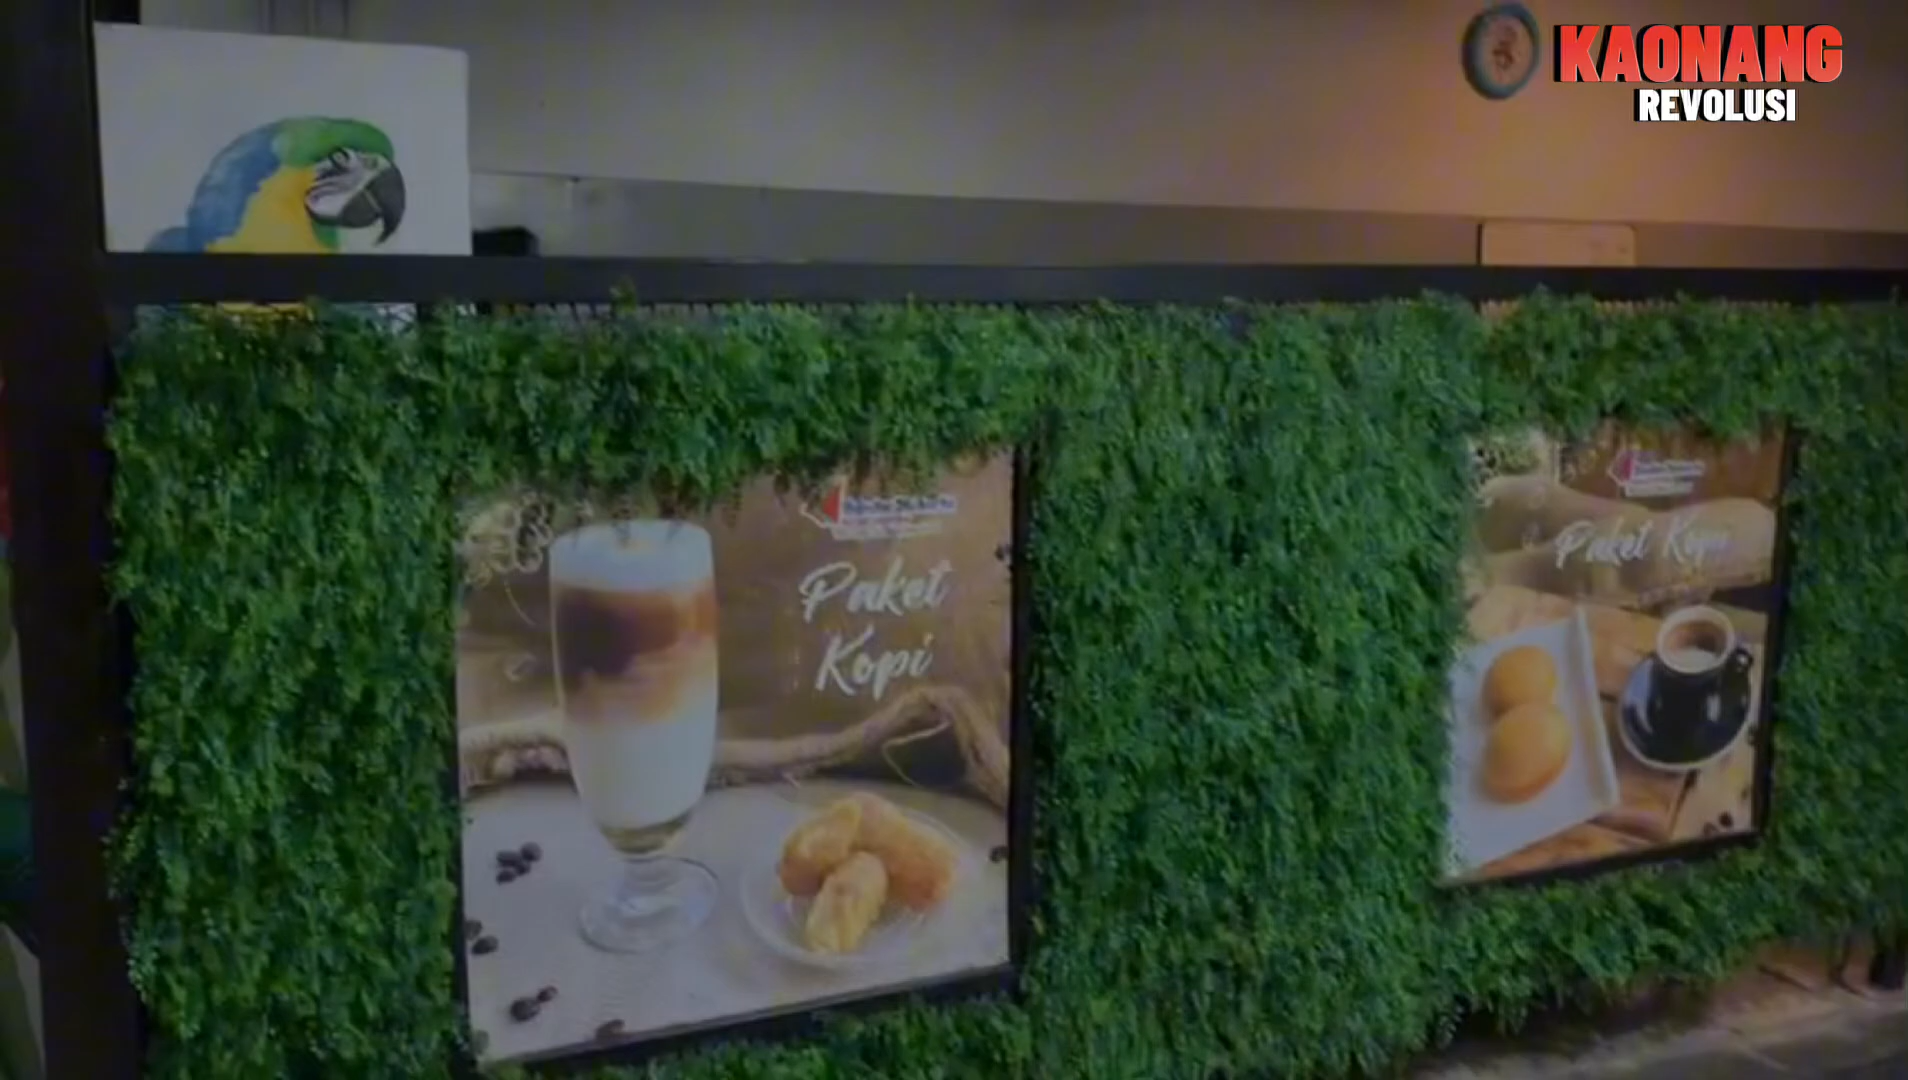 KAONANG
REVOLUSI
Paket
Kopi
Paket Kopi